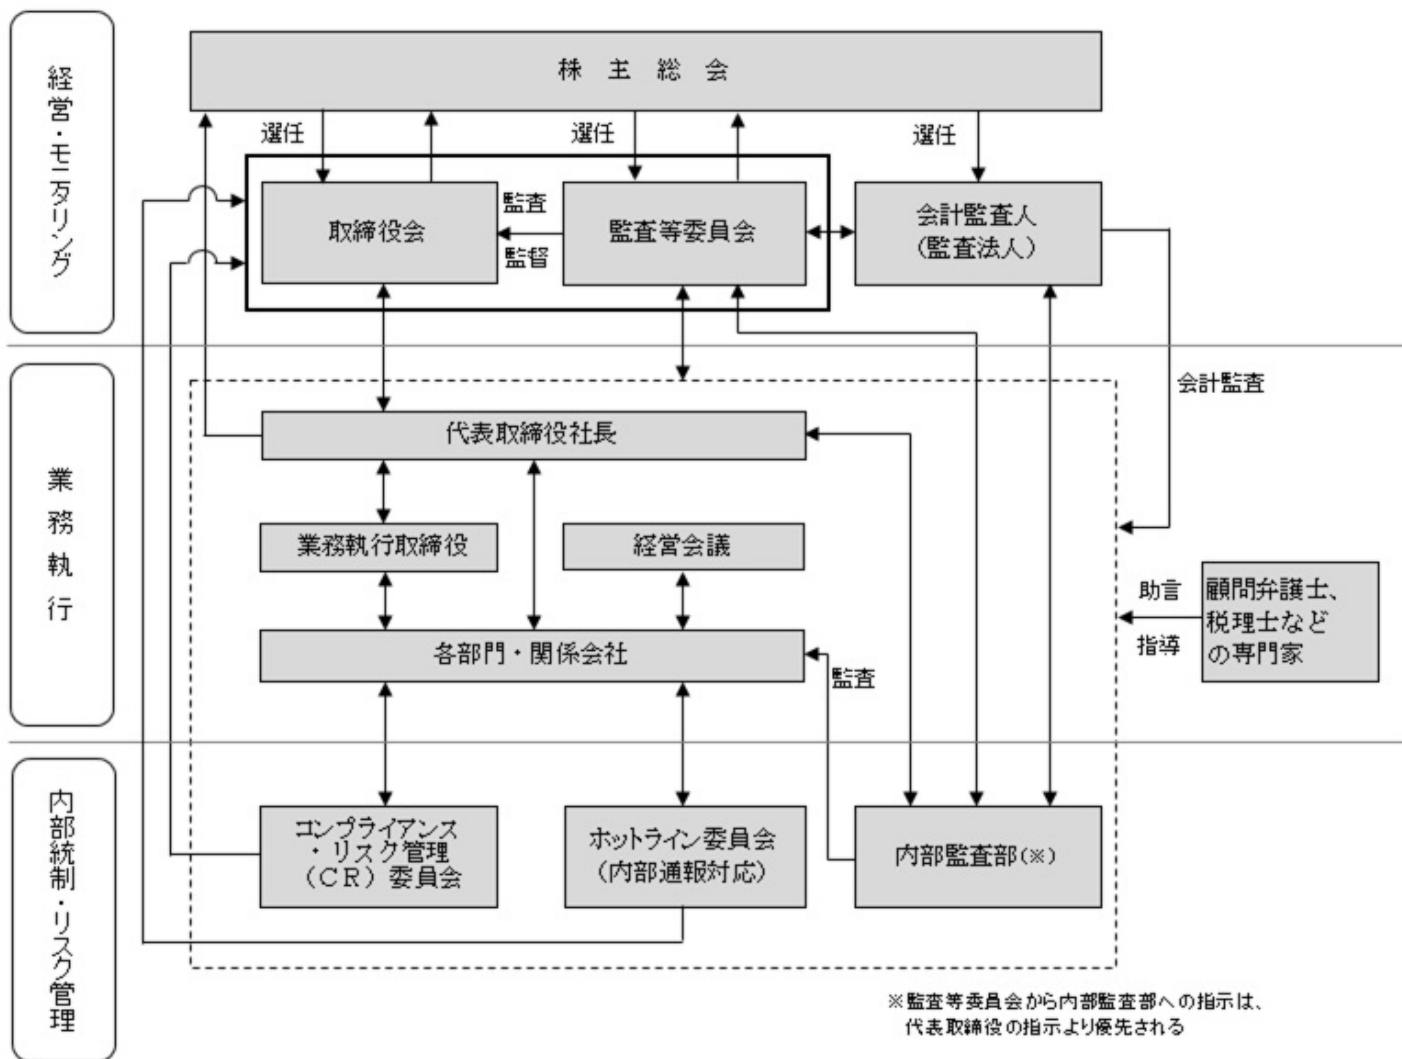 経営・モニタリング
株主総会
選任
選任
選任
取締役会
監査
監督
監査等委員会
会計監査人
(監査法人)
会計監査
業務執行
代表取締役社長
業務執行取締役
経営会議
各部門・関係会社
監査
助言
指導
顧問弁護士、
税理士など
の専門家
内部統制・リスク管理
コンプライアンス
・リスク管理
(CR)委員会
ホットライン委員会
(内部通報対応)
内部監査部(※)
※監査等委員会から内部監査部への指示は、
代表取締役の指示より優先される